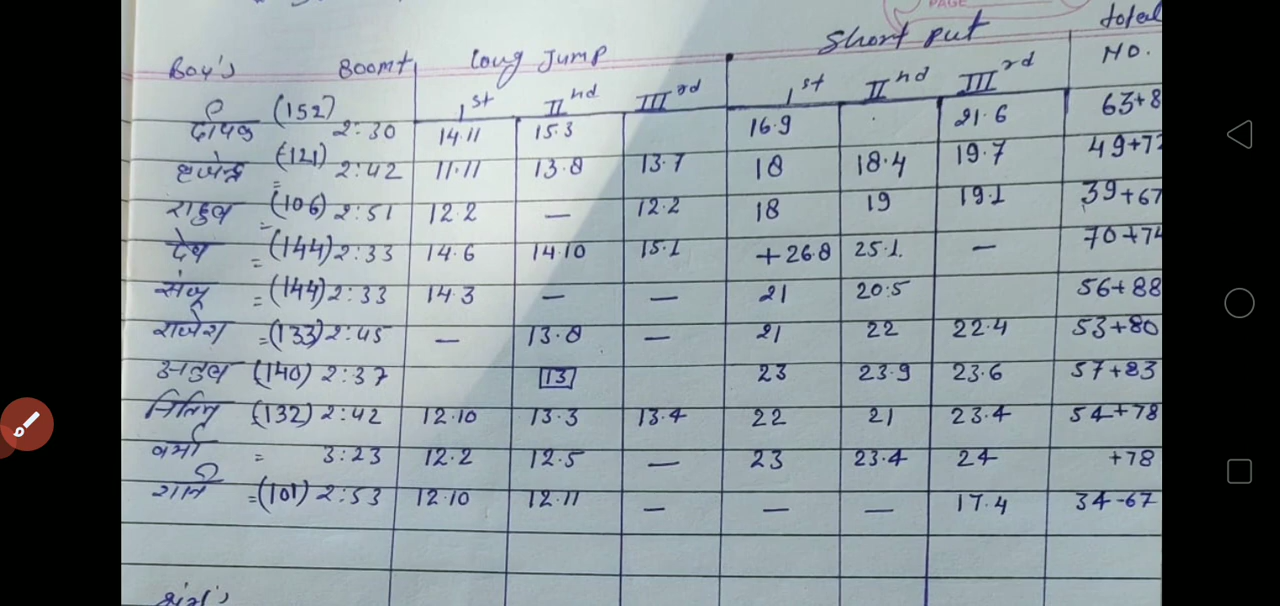 PAGE
Boy's 800mt Long Jump Short Put total NO.
1st IInd IIIrd 1st IInd IIIrd
दीपक (152) 2:30 14.11 15.3 16.9 21.6 63+8
(121) 2:42 11.11 13.8 13.7 18 18.4 19.7 49+72
राहुल = (106) 2:51 12.2 — 12.2 18 19 19.1 39+67
देव = (144) 2:33 14.6 14.10 15.1 +26.8 25.1 — 70+74
संजू = (144) 2:33 14.3 — — 21 20.5 56+88
राजेश =(133) 2:45 — 13.8 — 21 22 22.4 53+80
(140) 2:37 13 23 23.9 23.6 57+83
(132) 2:42 12.10 13.3 13.4 22 21 23.4 54+78
वर्मा = 3:23 12.2 12.5 — 23 23.4 24 +78
=(101) 2:53 12.10 12.11 — — — 17.4 34-67